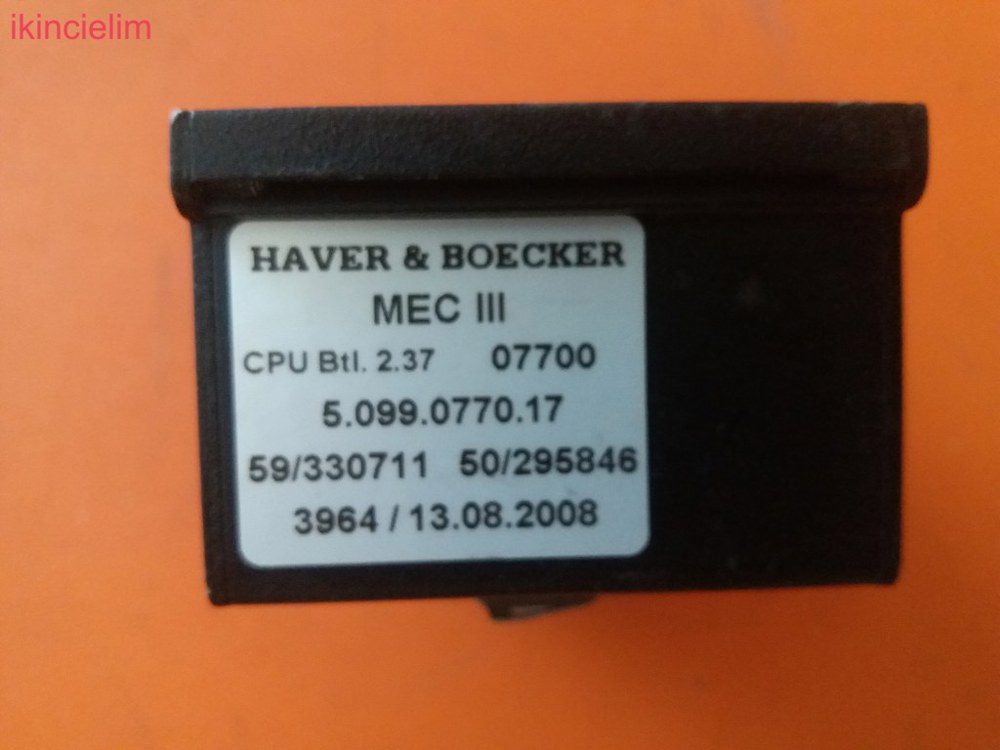 ikincielim
HAVER & BOECKER
MEC III
CPU Btl. 2.37 07700
5.099.0770.17
59/330711 50/295846
3964 / 13.08.2008